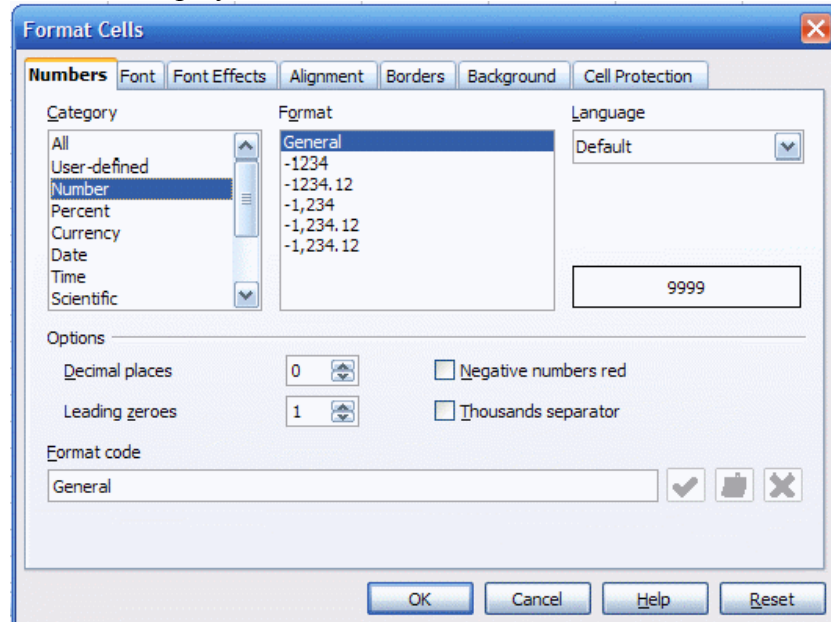 Format Cells
Numbers Font Font Effects Alignment Borders Background Cell Protection
Category
All
User-defined
Number
Percent
Currency
Date
Time
Scientific
Format
General
-1234
-1234.12
-1,234
-1,234.12
-1,234.12
Language
Default
9999
Options
Decimal places 0 Negative numbers red
Leading zeroes 1 Thousands separator
Format code
General
OK Cancel Help Reset